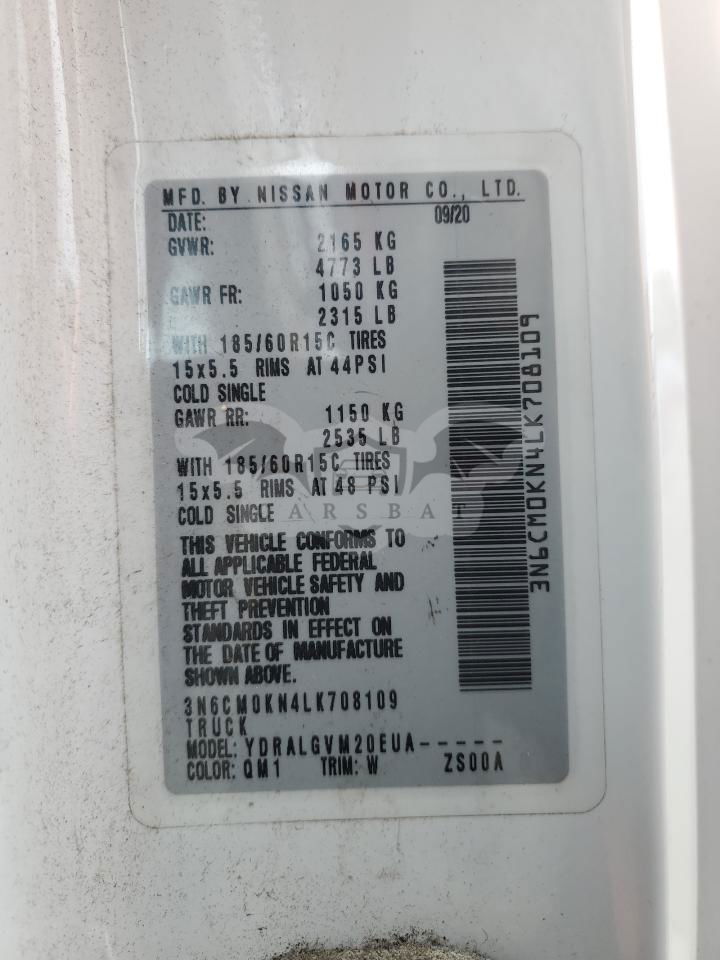 MFD. BY NISSAN MOTOR CO., LTD.
DATE: 09/20
GVWR: 2165 KG
4773 LB
GAWR FR: 1050 KG
2315 LB
WITH 185/60R15C TIRES
15x5.5 RIMS AT 44PSI
COLD SINGLE
GAWR RR: 1150 KG
2535 LB
WITH 185/60R15C TIRES
15x5.5 RIMS AT 48 PSI
COLD SINGLE
THIS VEHICLE CONFORMS TO
ALL APPLICABLE FEDERAL
MOTOR VEHICLE SAFETY AND
THEFT PREVENTION
STANDARDS IN EFFECT ON
THE DATE OF MANUFACTURE
SHOWN ABOVE.
3N6CM0KN4LK708109
TRUCK
MODEL: YDRALGVM20EUA-----
COLOR: QM1 TRIM: W ZS00A
3N6CM0KN4LK708109
CARSBAT